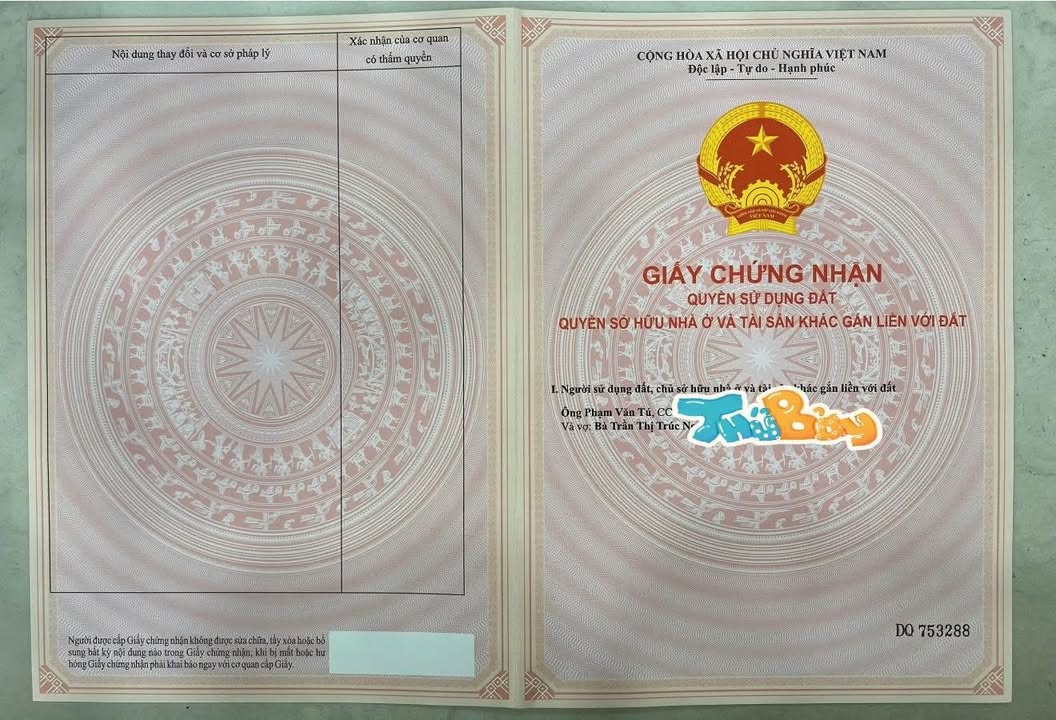 Nội dung thay đổi và cơ sở pháp lý
Xác nhận của cơ quan
có thẩm quyền
Người được cấp Giấy chứng nhận không được sửa chữa, tẩy xóa hoặc bổ
sung bất kỳ nội dung nào trong Giấy chứng nhận; khi bị mất hoặc hư
hỏng Giấy chứng nhận phải khai báo ngay với cơ quan cấp Giấy.
CỘNG HÒA XÃ HỘI CHỦ NGHĨA VIỆT NAM
Độc lập - Tự do - Hạnh phúc
VIỆT NAM
GIẤY CHỨNG NHẬN
QUYỀN SỬ DỤNG ĐẤT
QUYỀN SỞ HỮU NHÀ Ở VÀ TÀI SẢN KHÁC GẮN LIỀN VỚI ĐẤT
I. Người sử dụng đất, chủ sở hữu nhà ở và tài khác gắn liền với đất
Ông Phạm Văn Tú, CC
Và vợ: Bà Trần Thị Trúc
Thứ Bảy
DQ 753288